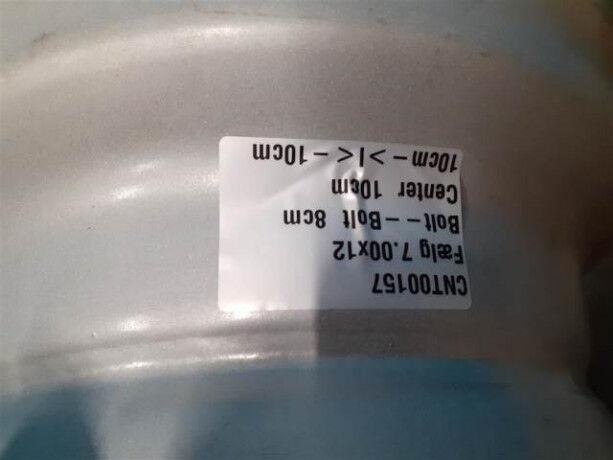 CNT00157
Fælg 7.00x12
Bolt--Bolt 8cm
Center 10cm
10cm ->|<- 10cm